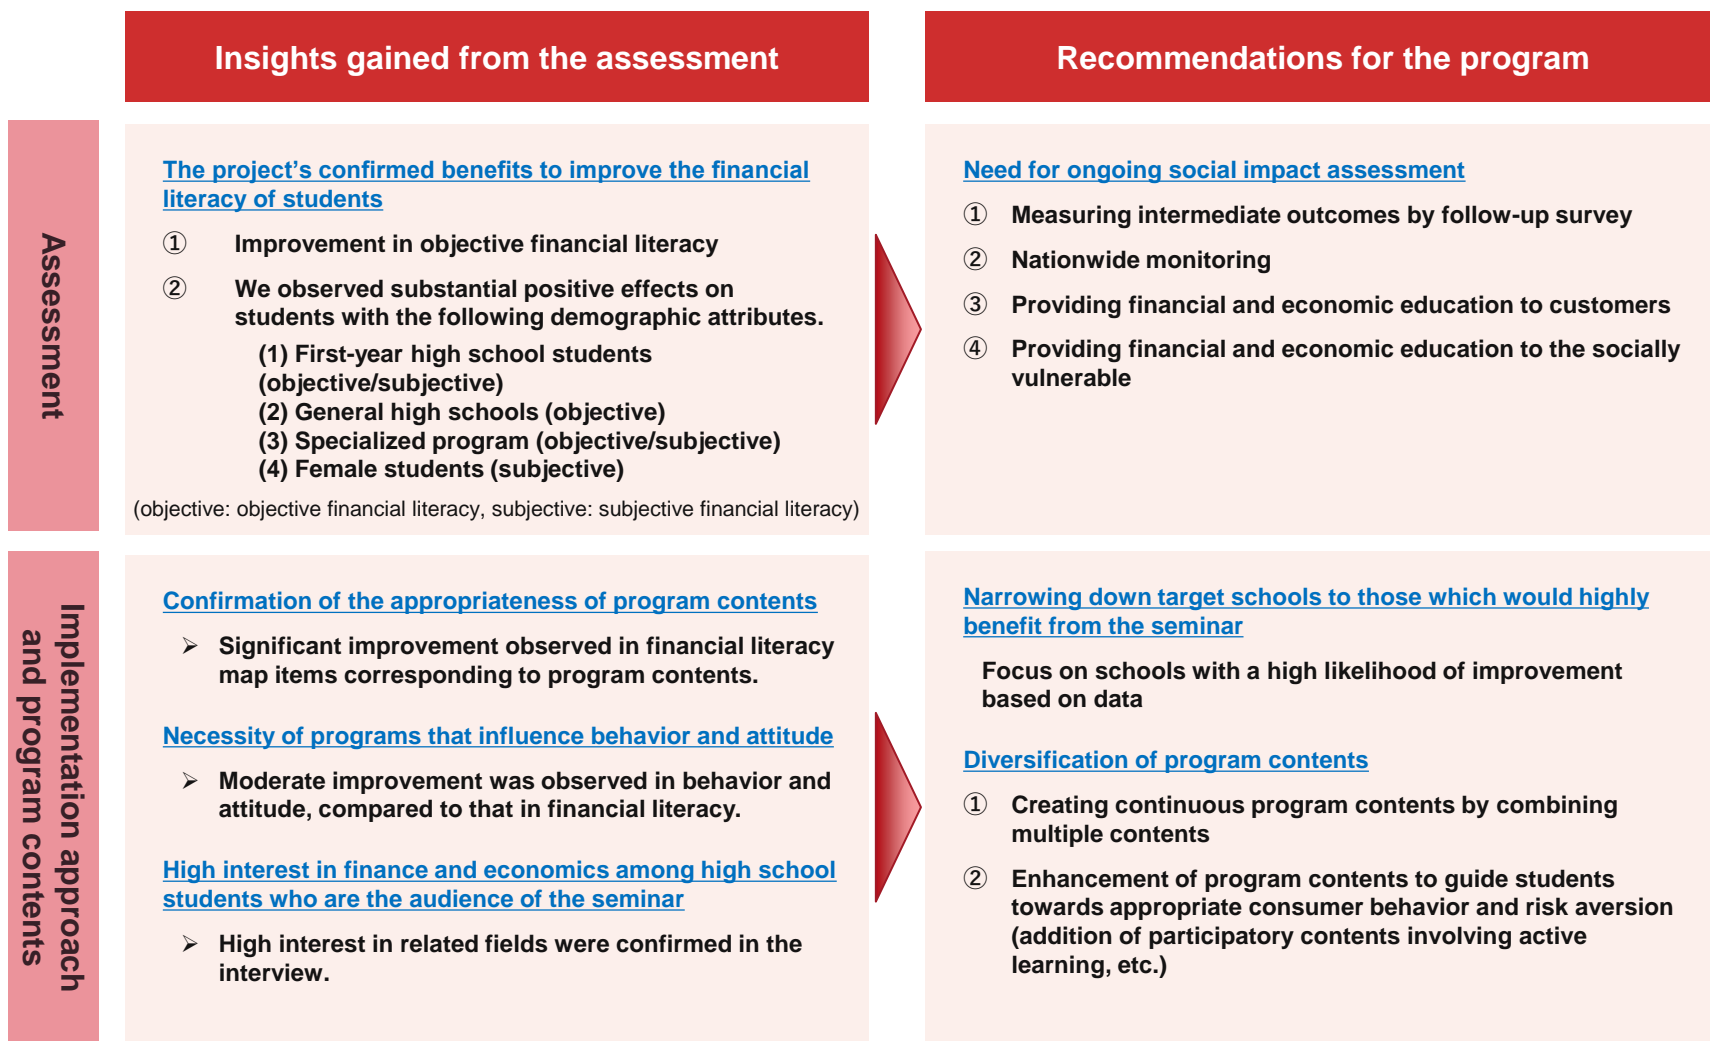 Insights gained from the assessment
Recommendations for the program
Assessment
The project’s confirmed benefits to improve the financial
literacy of students
① Improvement in objective financial literacy
② We observed substantial positive effects on
students with the following demographic attributes.
(1) First-year high school students
(objective/subjective)
(2) General high schools (objective)
(3) Specialized program (objective/subjective)
(4) Female students (subjective)
(objective: objective financial literacy, subjective: subjective financial literacy)
Need for ongoing social impact assessment
① Measuring intermediate outcomes by follow-up survey
② Nationwide monitoring
③ Providing financial and economic education to customers
④ Providing financial and economic education to the socially
vulnerable
Implementation approach
and program contents
Confirmation of the appropriateness of program contents
➢ Significant improvement observed in financial literacy
map items corresponding to program contents.
Necessity of programs that influence behavior and attitude
➢ Moderate improvement was observed in behavior and
attitude, compared to that in financial literacy.
High interest in finance and economics among high school
students who are the audience of the seminar
➢ High interest in related fields were confirmed in the
interview.
Narrowing down target schools to those which would highly
benefit from the seminar
Focus on schools with a high likelihood of improvement
based on data
Diversification of program contents
① Creating continuous program contents by combining
multiple contents
② Enhancement of program contents to guide students
towards appropriate consumer behavior and risk aversion
(addition of participatory contents involving active
learning, etc.)